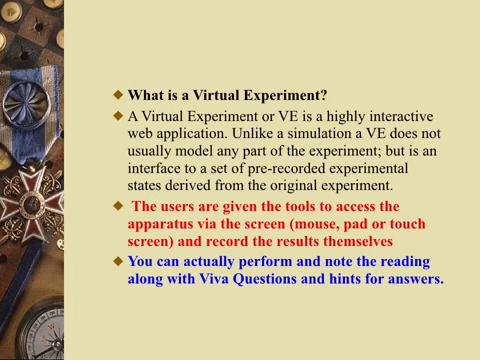 What is a Virtual Experiment?
A Virtual Experiment or VE is a highly interactive
web application. Unlike a simulation a VE does not
usually model any part of the experiment; but is an
interface to a set of pre-recorded experimental
states derived from the original experiment.
The users are given the tools to access the
apparatus via the screen (mouse, pad or touch
screen) and record the results themselves
You can actually perform and note the reading
along with Viva Questions and hints for answers.